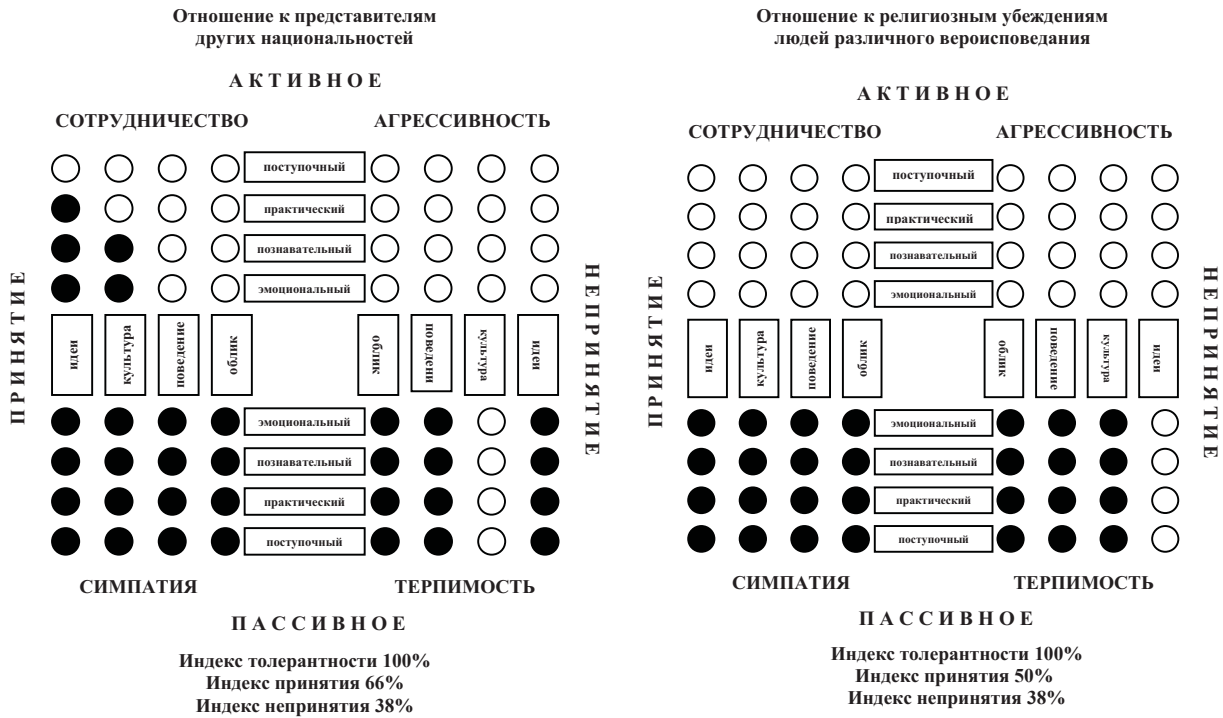 Отношение к представителям
других национальностей
АКТИВНОЕ
СОТРУДНИЧЕСТВО АГРЕССИВНОСТЬ
поступочный
практический
познавательный
эмоциональный
ПРИНЯТИЕ
НЕПРИНЯТИЕ
идеи культура поведение облик облик поведени культура идеи
эмоциональный
познавательный
практический
поступочный
СИМПАТИЯ ТЕРПИМОСТЬ
ПАССИВНОЕ
Индекс толерантности 100%
Индекс принятия 66%
Индекс непринятия 38%
Отношение к религиозным убеждениям
людей различного вероисповедания
АКТИВНОЕ
СОТРУДНИЧЕСТВО АГРЕССИВНОСТЬ
поступочный
практический
познавательный
эмоциональный
ПРИНЯТИЕ
НЕПРИНЯТИЕ
идеи культура поведение облик облик поведение культура идеи
эмоциональный
познавательный
практический
поступочный
СИМПАТИЯ ТЕРПИМОСТЬ
ПАССИВНОЕ
Индекс толерантности 100%
Индекс принятия 50%
Индекс непринятия 38%